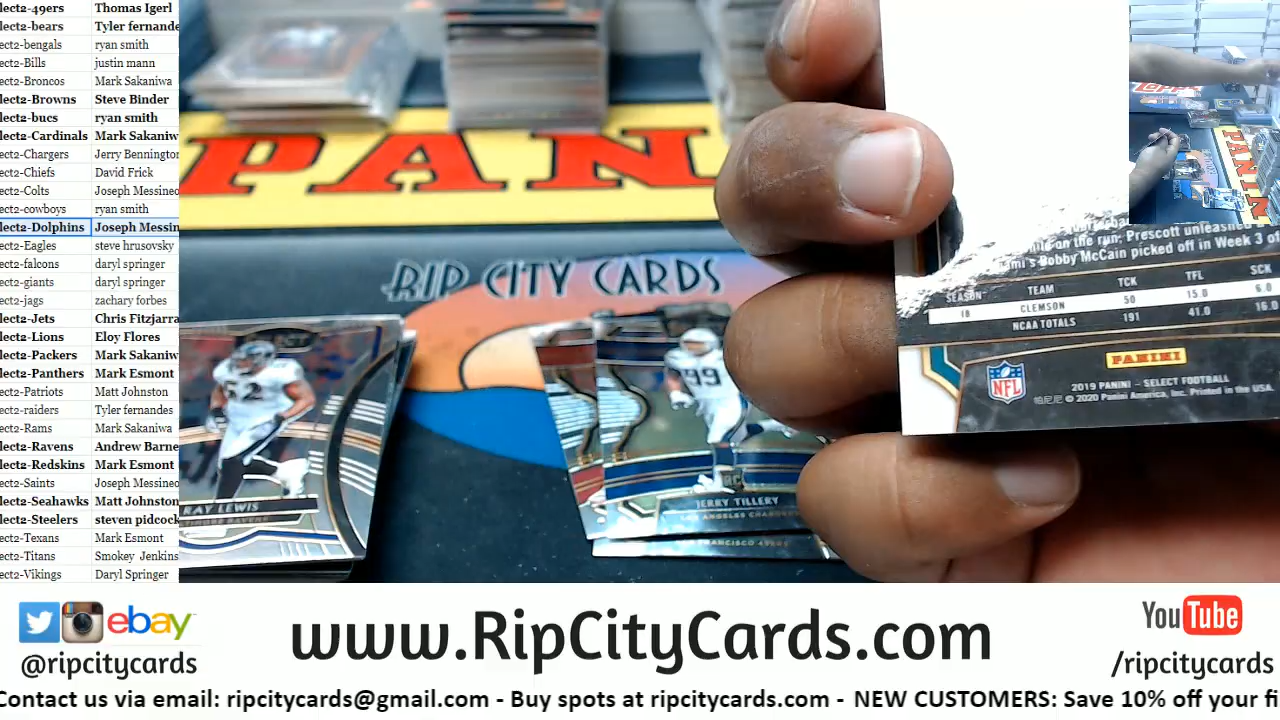 lect2-49ers Thomas Igerl
lect2-bears Tyler fernande
ect2-bengals ryan smith
ect2-Bills justin mann
ect2-Broncos Mark Sakaniwa
lect2-Browns Steve Binder
lect2-bucs ryan smith
lect2-Cardinals Mark Sakaniw
ect2-Chargers Jerry Bennington
ect2-Chiefs David Frick
ect2-Colts Joseph Messineo
ect2-cowboys ryan smith
lect2-Dolphins Joseph Messin
ect2-Eagles steve hrusovsky
ect2-falcons daryl springer
ect2-giants daryl springer
ect2-jags zachary forbes
lect2-Jets Chris Fitzjarra
lect2-Lions Eloy Flores
lect2-Packers Mark Sakaniw
lect2-Panthers Mark Esmont
ect2-Patriots Matt Johnston
ect2-raiders Tyler fernandes
ect2-Rams Mark Sakaniwa
lect2-Ravens Andrew Barne
lect2-Redskins Mark Esmont
ect2-Saints Joseph Messineo
lect2-Seahawks Matt Johnston
lect2-Steelers steven pidcock
ect2-Texans Mark Esmont
ect2-Titans Smokey Jenkins
ect2-Vikings Daryl Springer
PANI
RIP CITY CARDS
52
RAY LEWIS
99
JERRY TILLERY
LOS ANGELES CHARGERS
FRANCISCO 49ERS
on the run. Prescott unleashed
Bobby McCain picked off in Week 3 of
SEASON TEAM TCK TFL SCK
18 CLEMSON 50 15.0 6.0
NCAA TOTALS 191 41.0 16.0
PANINI
NFL
2019 PANINI - SELECT FOOTBALL
© 2020 Panini America, Inc. Printed in the USA.
ebay
@ripcitycards
www.RipCityCards.com
YouTube
/ripcitycards
Contact us via email: ripcitycards@gmail.com - Buy spots at ripcitycards.com - NEW CUSTOMERS: Save 10% off your fi